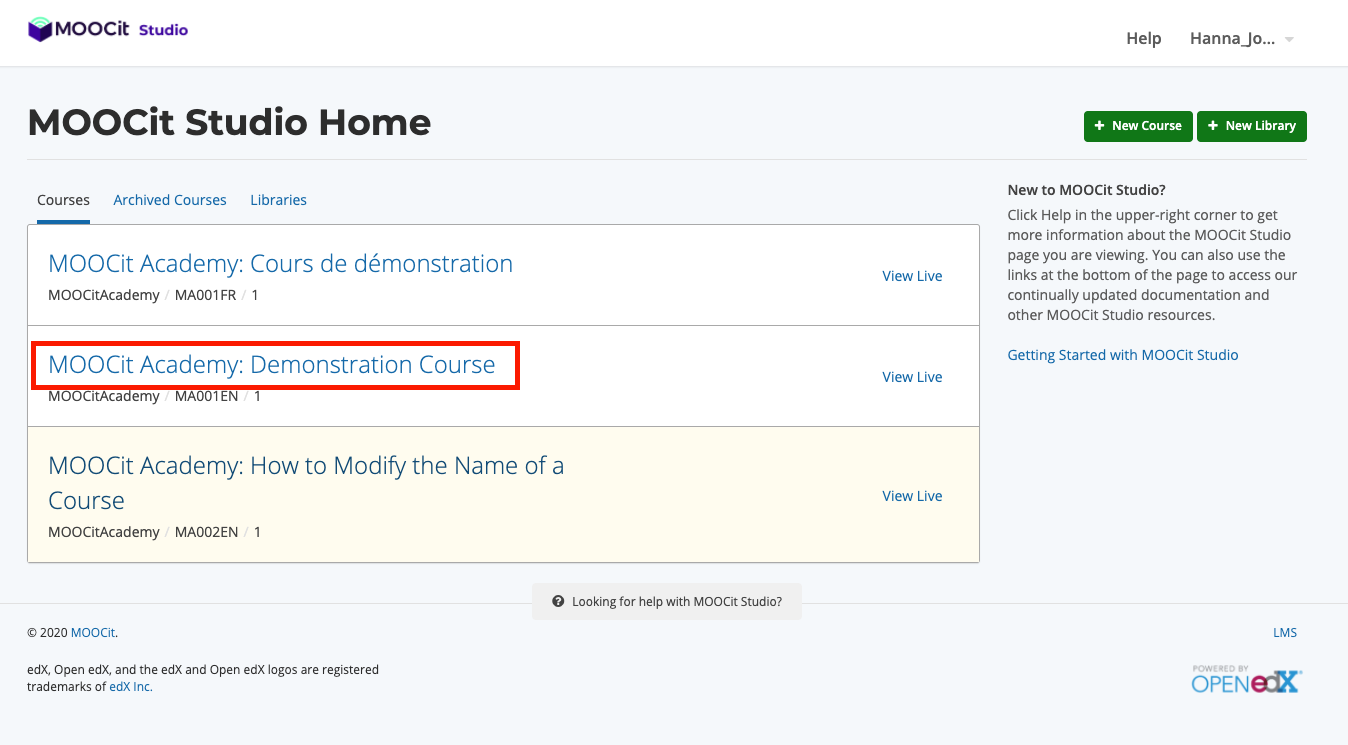 MOOCit Studio
Help Hanna_Jo...
MOOCit Studio Home
+ New Course + New Library
Courses Archived Courses Libraries
MOOCit Academy: Cours de démonstration
MOOCitAcademy / MA001FR / 1
View Live
MOOCit Academy: Demonstration Course
MOOCitAcademy / MA001EN / 1
View Live
MOOCit Academy: How to Modify the Name of a
Course
MOOCitAcademy / MA002EN / 1
View Live
New to MOOCit Studio?
Click Help in the upper-right corner to get
more information about the MOOCit Studio
page you are viewing. You can also use the
links at the bottom of the page to access our
continually updated documentation and
other MOOCit Studio resources.
Getting Started with MOOCit Studio
? Looking for help with MOOCit Studio?
© 2020 MOOCit.
LMS
edX, Open edX, and the edX and Open edX logos are registered
trademarks of edX Inc.
POWERED BY
OPEN edX